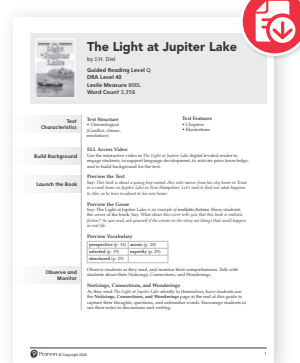 The Light at Jupiter Lake
by J.H. Diel
Guided Reading Level Q
DRA Level 40
Lexile Measure 800L
Word Count 3,356
Text Characteristics
Text Structure
• Chronological
(Conflict, climax,
resolution)
Text Features
• Chapters
• Illustrations
Build Background
ELL Access Video
Use the interactive video in The Light at Jupiter Lake digital leveled reader to
engage students, to support language development, to activate prior knowledge,
and to build background for the text.
Launch the Book
Preview the Text
Say: This book is about a young boy named Alec who moves from his city home in Texas
to a rural home on Jupiter Lake in New Hampshire. Let's read to find out what happens
to Alec as he tries to adjust to his new home.
Preview the Genre
Say: The Light at Jupiter Lake is an example of realistic fiction. Show students
the cover of the book. Say: What about this cover tells you that this book is realistic
fiction? As you read, ask yourself if the events in the story are things that could happen
in real life.
Preview Vocabulary
perspective (p. 16) access (p. 28)
selected (p. 19) expertly (p. 29)
structured (p. 25)
Observe and
Monitor
Observe students as they read, and monitor their comprehension. Talk with
students about their Noticings, Connections, and Wonderings.
Noticings, Connections, and Wonderings
As they read The Light at Jupiter Lake silently to themselves, have students use
the Noticings, Connections, and Wonderings page at the end of this guide to
capture their thoughts, questions, and unfamiliar words. Encourage students to
use their notes in discussions and writing.
Pearson © Copyright 2020
1